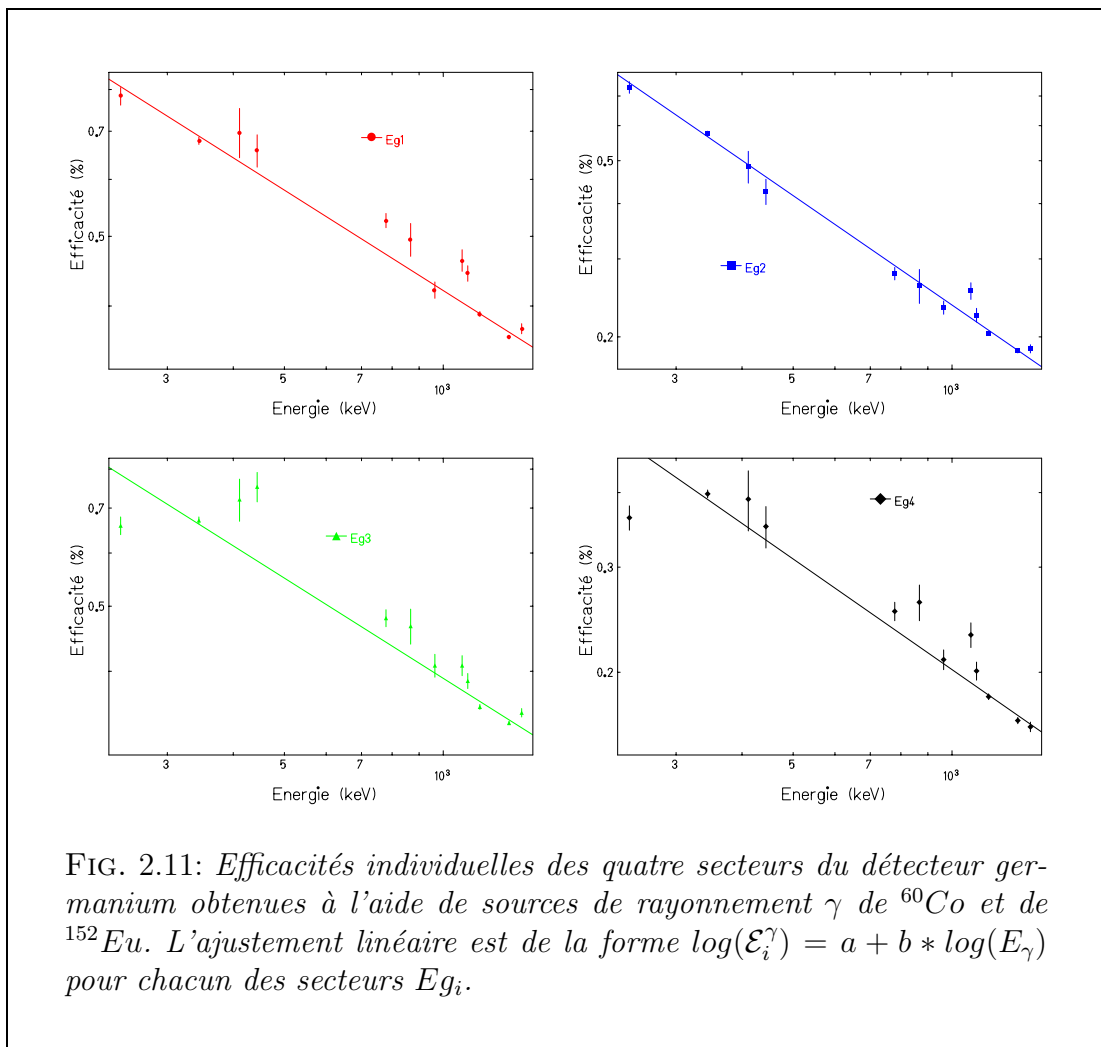 Efficacité (%)
0.7
0.5
Eg1
3
5
7
10³
Energie (keV)
Efficcacité (%)
0.5
0.2
Eg2
3
5
7
10³
Energie (keV)
Efficacité (%)
0.7
0.5
Eg3
3
5
7
10³
Energie (keV)
Efficacité (%)
0.3
0.2
Eg4
3
5
7
10³
Energie (keV)
FIG. 2.11: Efficacités individuelles des quatre secteurs du détecteur ger-
manium obtenues à l'aide de sources de rayonnement γ de ⁶⁰Co et de
¹⁵²Eu. L'ajustement linéaire est de la forme log(ℰᵢᵞ) = a + b * log(E_γ)
pour chacun des secteurs Egᵢ.